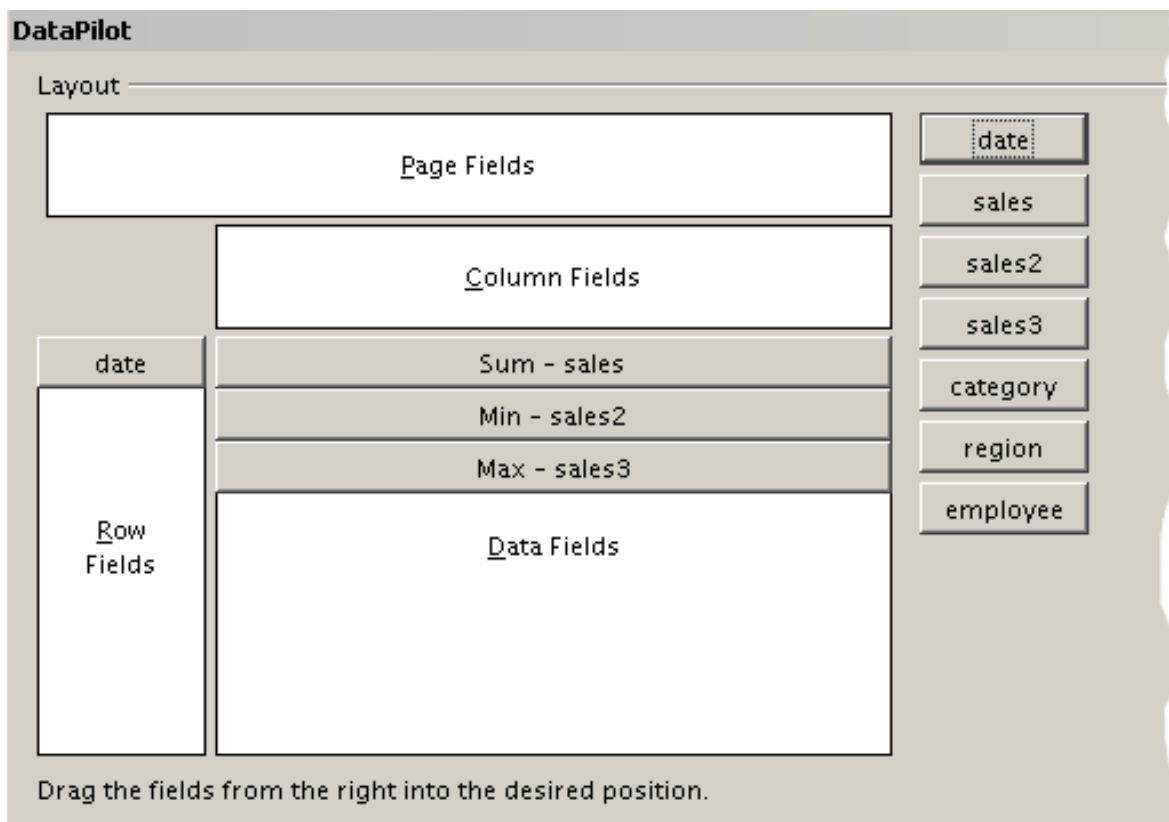 DataPilot
Layout
Page Fields
date
sales
Column Fields
sales2
sales3
date
Sum - sales
category
Min - sales2
region
Max - sales3
employee
Row
Fields
Data Fields
Drag the fields from the right into the desired position.